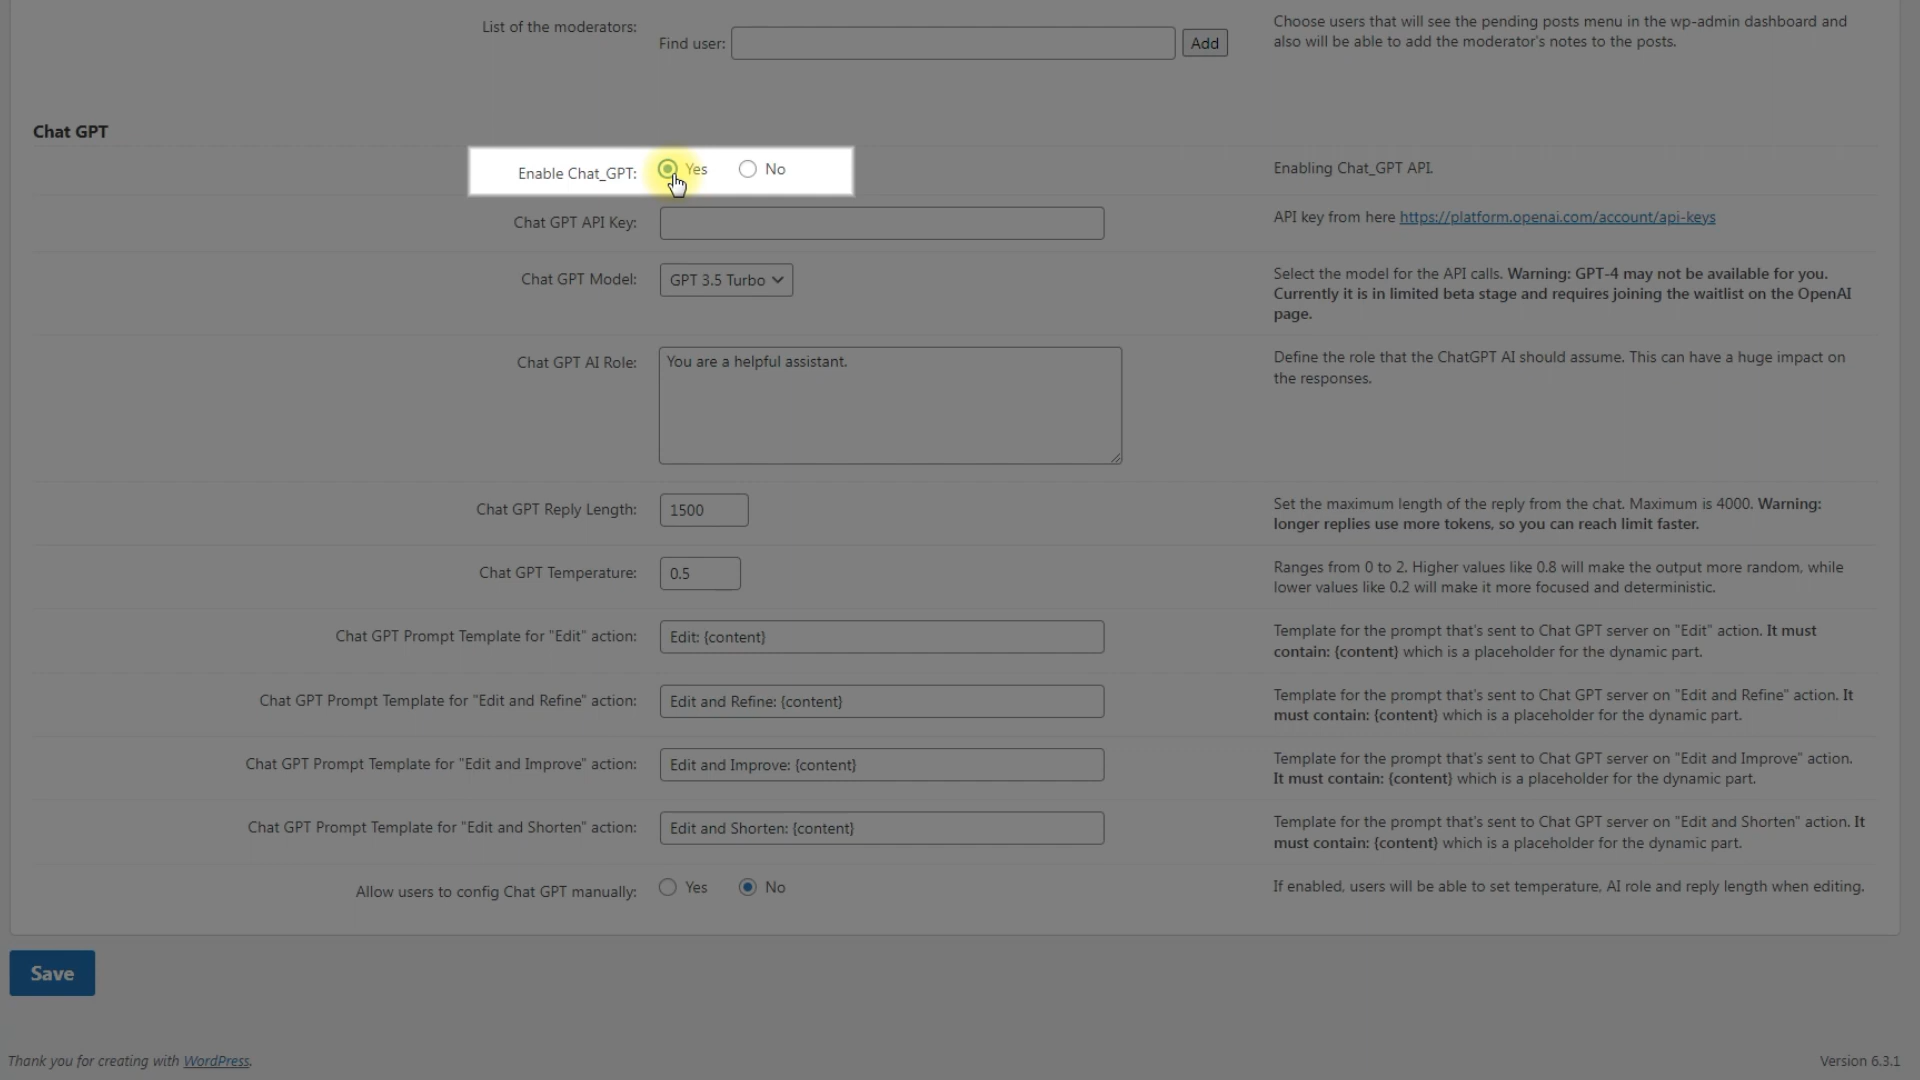 List of the moderators:
Find user:
Add
Choose users that will see the pending posts menu in the wp-admin dashboard and
also will be able to add the moderator's notes to the posts.
Chat GPT
Enable Chat_GPT:
Yes
No
Enabling Chat_GPT API.
Chat GPT API Key:
API key from here https://platform.openai.com/account/api-keys
Chat GPT Model:
GPT 3.5 Turbo
Select the model for the API calls. Warning: GPT-4 may not be available for you.
Currently it is in limited beta stage and requires joining the waitlist on the OpenAI
page.
Chat GPT AI Role:
You are a helpful assistant.
Define the role that the ChatGPT AI should assume. This can have a huge impact on
the responses.
Chat GPT Reply Length:
1500
Set the maximum length of the reply from the chat. Maximum is 4000. Warning:
longer replies use more tokens, so you can reach limit faster.
Chat GPT Temperature:
0.5
Ranges from 0 to 2. Higher values like 0.8 will make the output more random, while
lower values like 0.2 will make it more focused and deterministic.
Chat GPT Prompt Template for "Edit" action:
Edit: {content}
Template for the prompt that's sent to Chat GPT server on "Edit" action. It must
contain: {content} which is a placeholder for the dynamic part.
Chat GPT Prompt Template for "Edit and Refine" action:
Edit and Refine: {content}
Template for the prompt that's sent to Chat GPT server on "Edit and Refine" action. It
must contain: {content} which is a placeholder for the dynamic part.
Chat GPT Prompt Template for "Edit and Improve" action:
Edit and Improve: {content}
Template for the prompt that's sent to Chat GPT server on "Edit and Improve" action.
It must contain: {content} which is a placeholder for the dynamic part.
Chat GPT Prompt Template for "Edit and Shorten" action:
Edit and Shorten: {content}
Template for the prompt that's sent to Chat GPT server on "Edit and Shorten" action. It
must contain: {content} which is a placeholder for the dynamic part.
Allow users to config Chat GPT manually:
Yes
No
If enabled, users will be able to set temperature, AI role and reply length when editing.
Save
Thank you for creating with WordPress.
Version 6.3.1